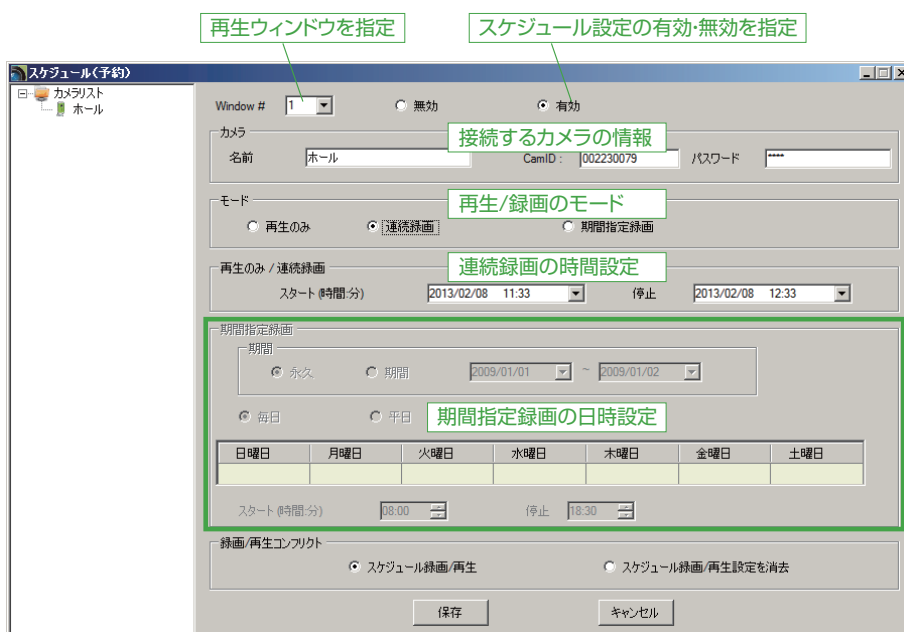 再生ウィンドウを指定
スケジュール設定の有効・無効を指定
スケジュール(予約)
カメラリスト
ホール
Window # 1 無効 有効
カメラ
接続するカメラの情報
名前 ホール CamID : 002230079 パスワード ****
モード
再生/録画のモード
再生のみ 連続録画 期間指定録画
再生のみ / 連続録画
連続録画の時間設定
スタート (時間:分) 2013/02/08 11:33 停止 2013/02/08 12:33
期間指定録画
期間
永久 期間 2009/01/01 ~ 2009/01/02
毎日 平日
期間指定録画の日時設定
日曜日 月曜日 火曜日 水曜日 木曜日 金曜日 土曜日
スタート (時間:分) 08:00 停止 18:30
録画/再生コンフリクト
スケジュール録画/再生 スケジュール録画/再生設定を消去
保存 キャンセル